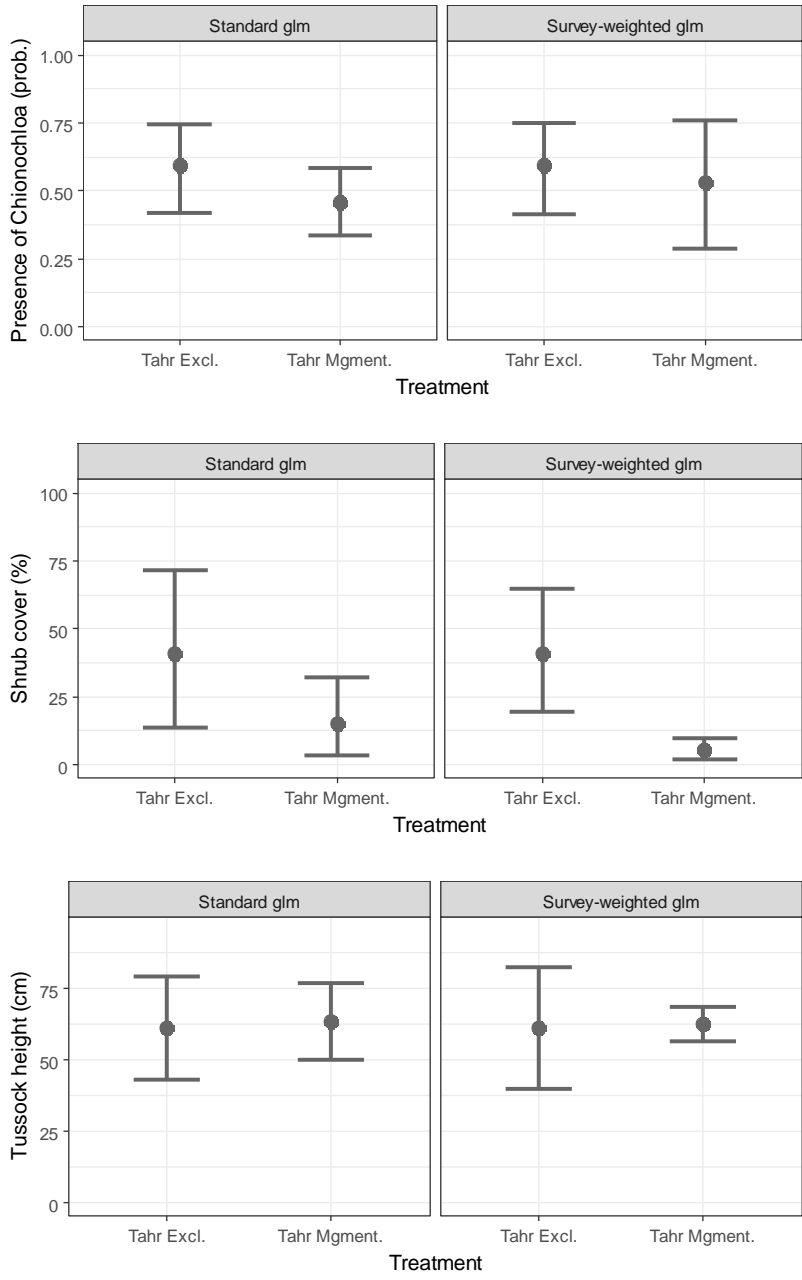 Standard glm
Survey-weighted glm
Presence of Chionochloa (prob.)
1.00
0.75
0.50
0.25
0.00
Tahr Excl.
Tahr Mgment.
Tahr Excl.
Tahr Mgment.
Treatment
Standard glm
Survey-weighted glm
Shrub cover (%)
100
75
50
25
0
Tahr Excl.
Tahr Mgment.
Tahr Excl.
Tahr Mgment.
Treatment
Standard glm
Survey-weighted glm
Tussock height (cm)
75
50
25
0
Tahr Excl.
Tahr Mgment.
Tahr Excl.
Tahr Mgment.
Treatment